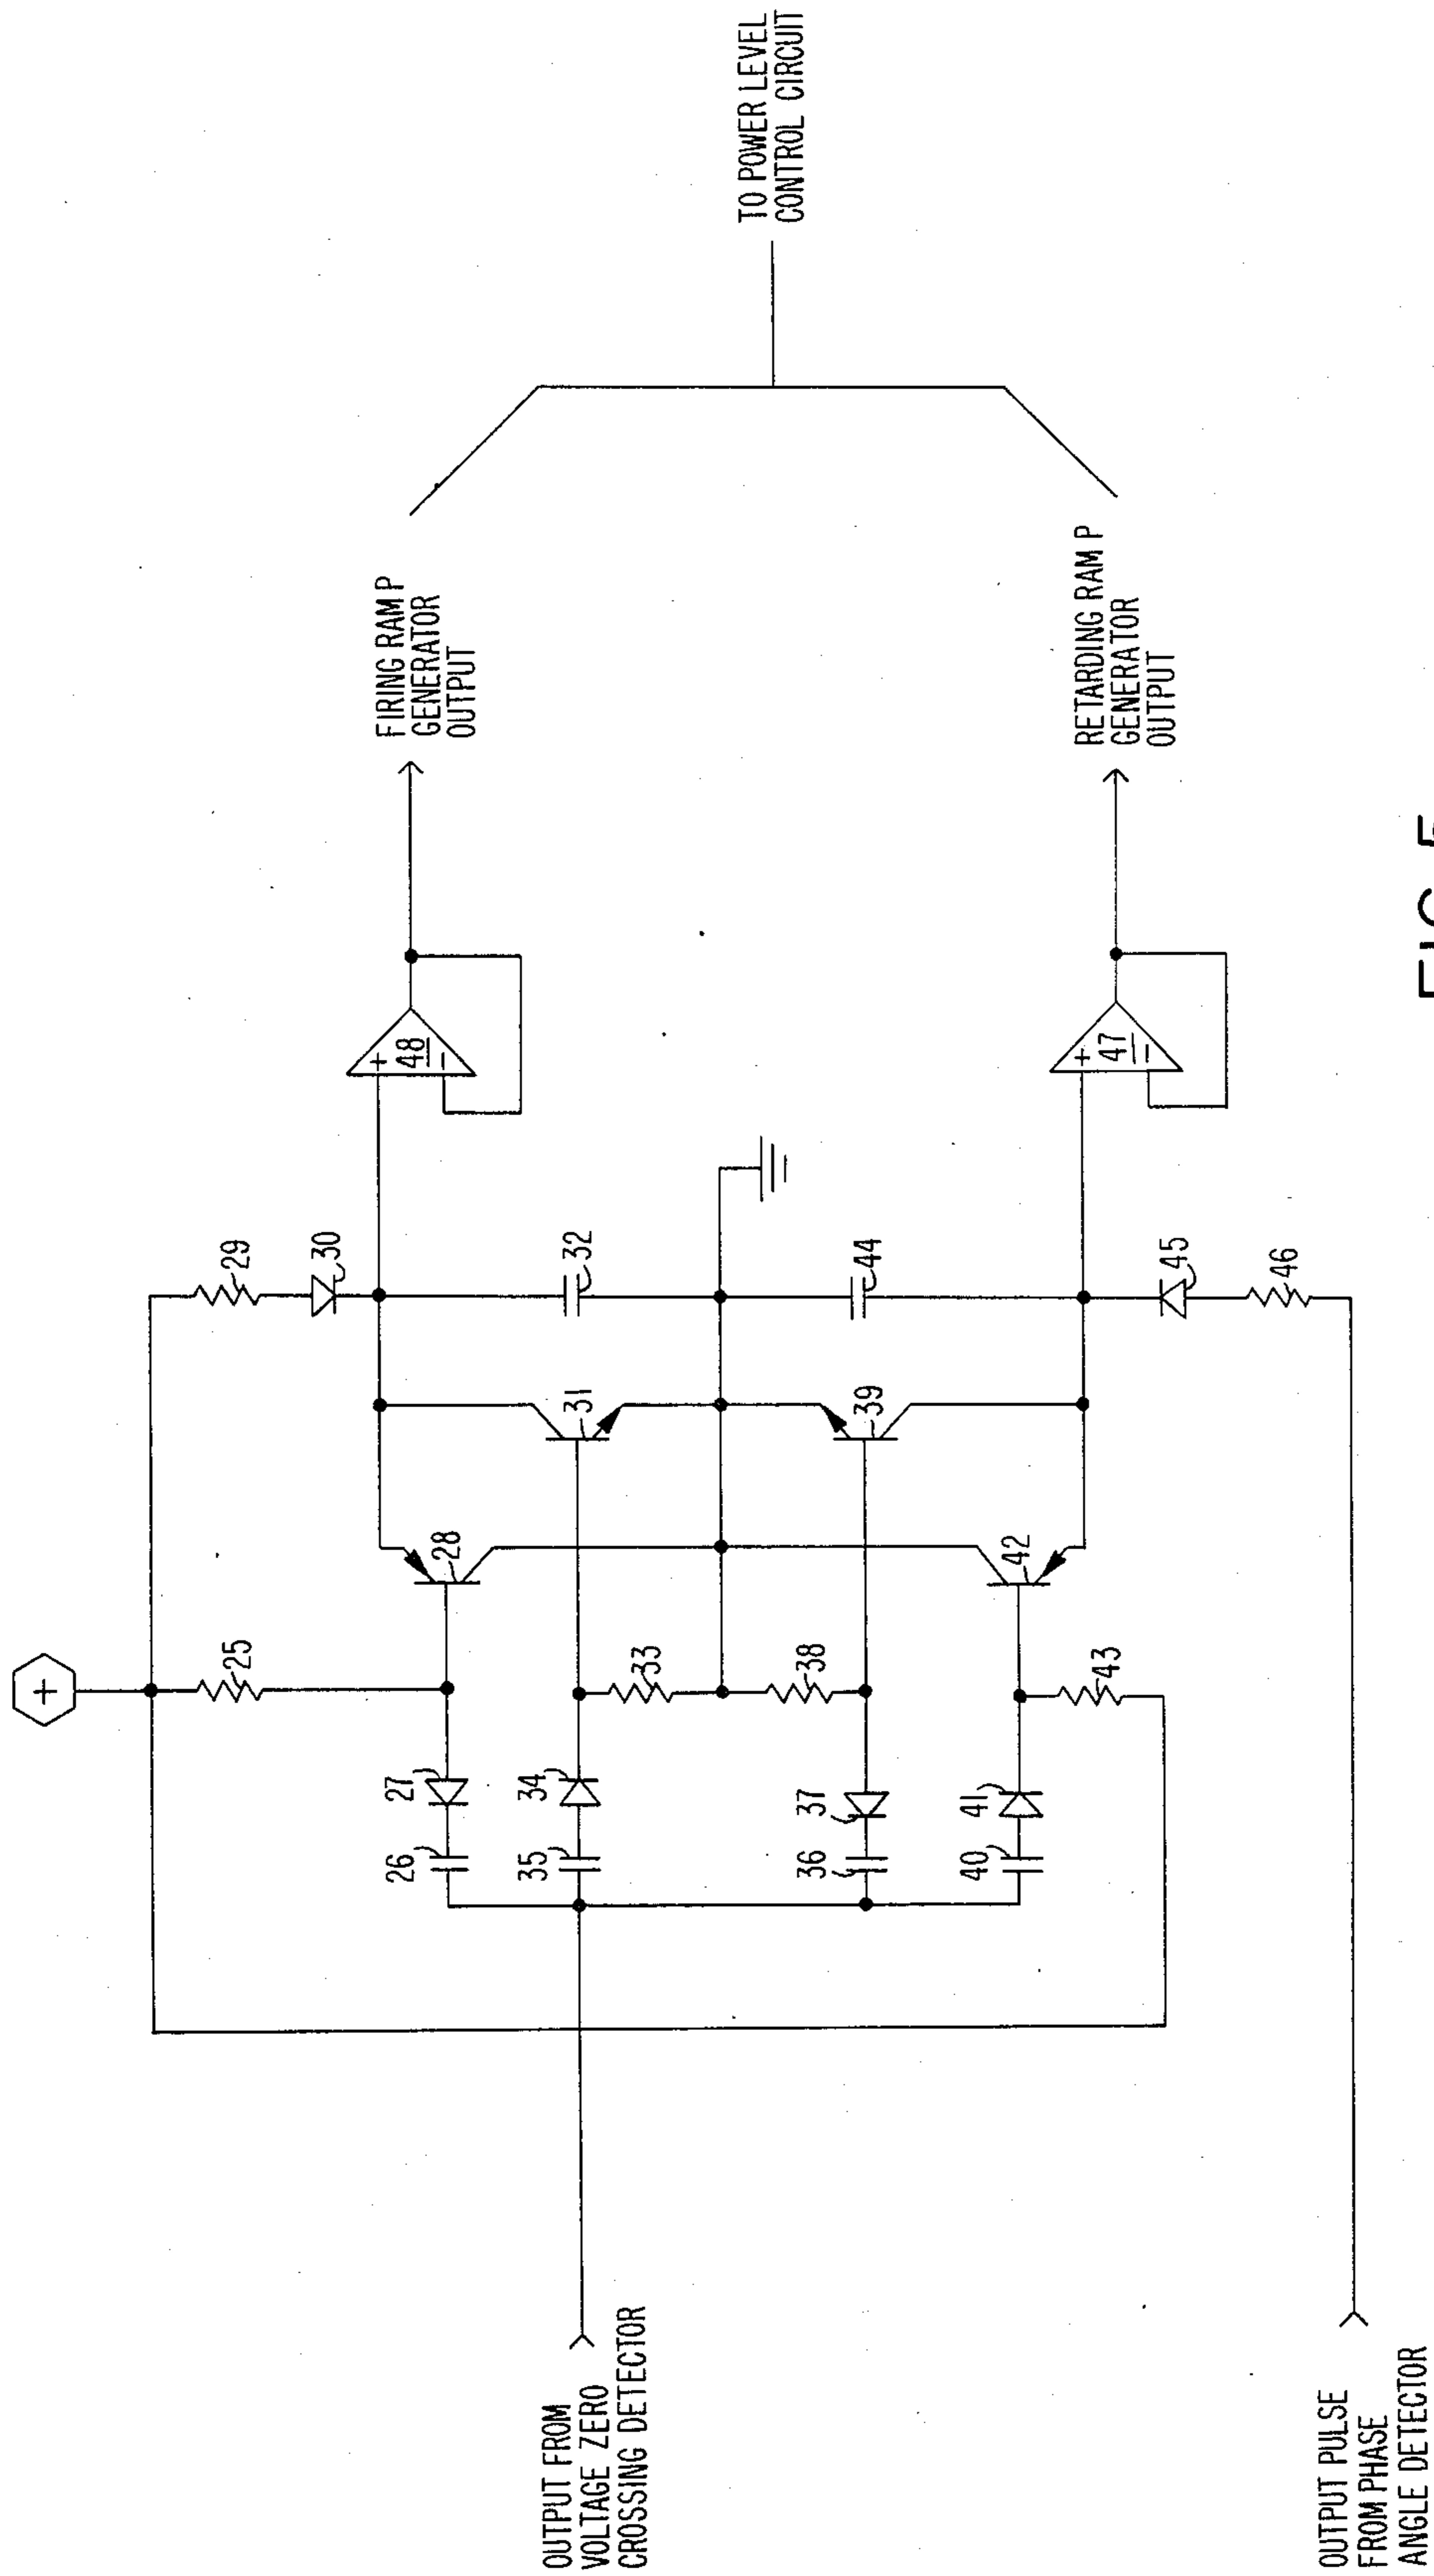 +
25
29
30
FIRING RAMP
GENERATOR
OUTPUT
+
48
−
26
27
28
31
32
35
34
33
TO POWER LEVEL
CONTROL CIRCUIT
OUTPUT FROM
VOLTAGE ZERO
CROSSING DETECTOR
36
37
38
39
44
40
41
42
43
45
46
+
47
−
RETARDING RAMP
GENERATOR
OUTPUT
OUTPUT PULSE
FROM PHASE
ANGLE DETECTOR